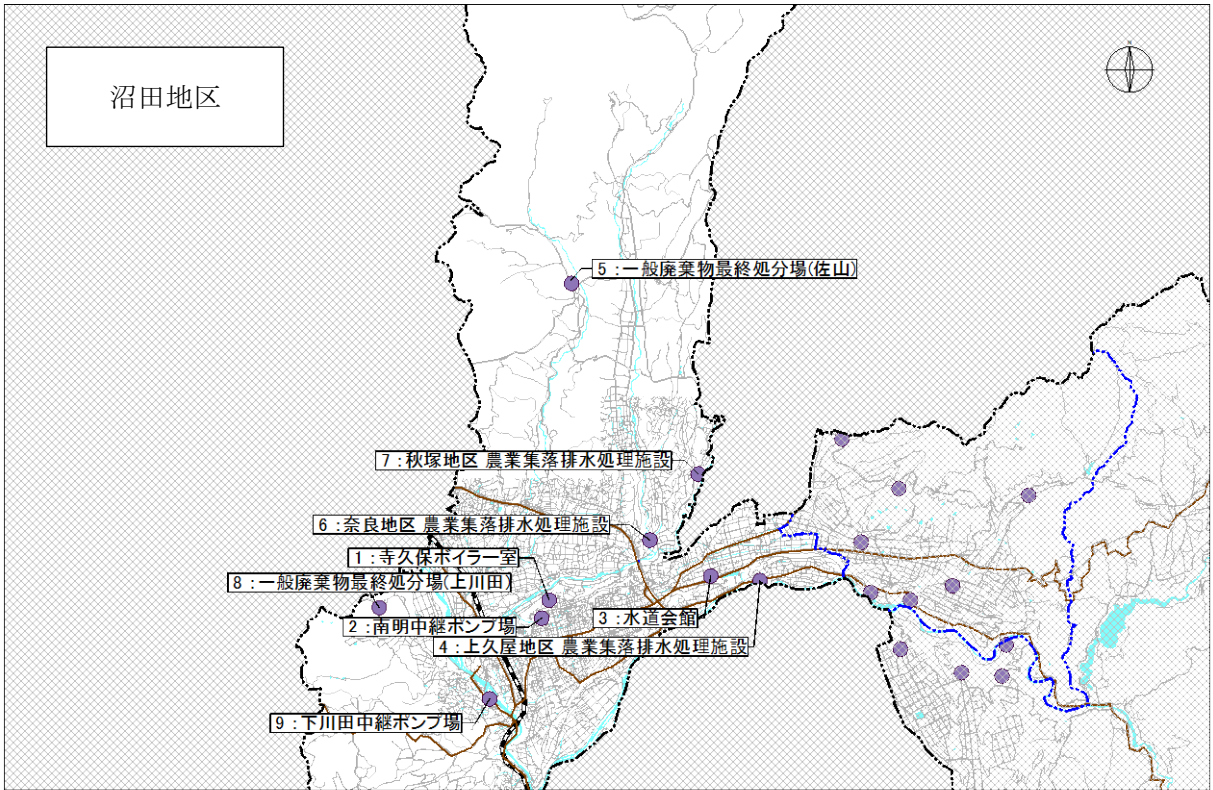 沼田地区
N
5:一般廃棄物最終処分場(佐山)
7:秋塚地区 農業集落排水処理施設
6:奈良地区 農業集落排水処理施設
1:寺久保ボイラー室
8:一般廃棄物最終処分場(上川田)
2:南明中継ポンプ場
3:水道会館
4:上久屋地区 農業集落排水処理施設
9:下川田中継ポンプ場